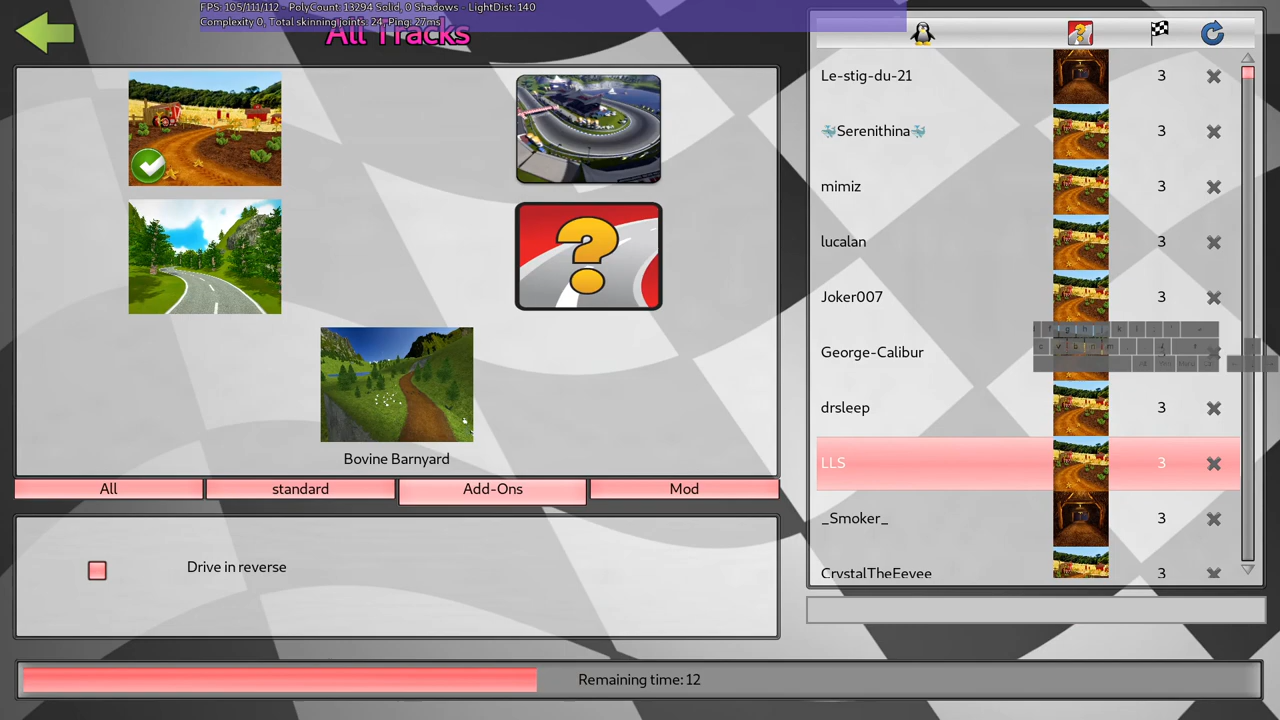 FPS: 105/111/112 - PolyCount: 13294 Solid, 0 Shadows - LightDist: 140
Complexity 0, Total skinning joints: 24, Ping: 27ms
All Tracks
Le-stig-du-21 3
Serenithina 3
mimiz 3
lucalan 3
Joker007 3
George-Calibur
drsleep 3
LLS 3
_Smoker_ 3
CrystalTheEevee 3
Bovine Barnyard
All standard Add-Ons Mod
Drive in reverse
Remaining time: 12